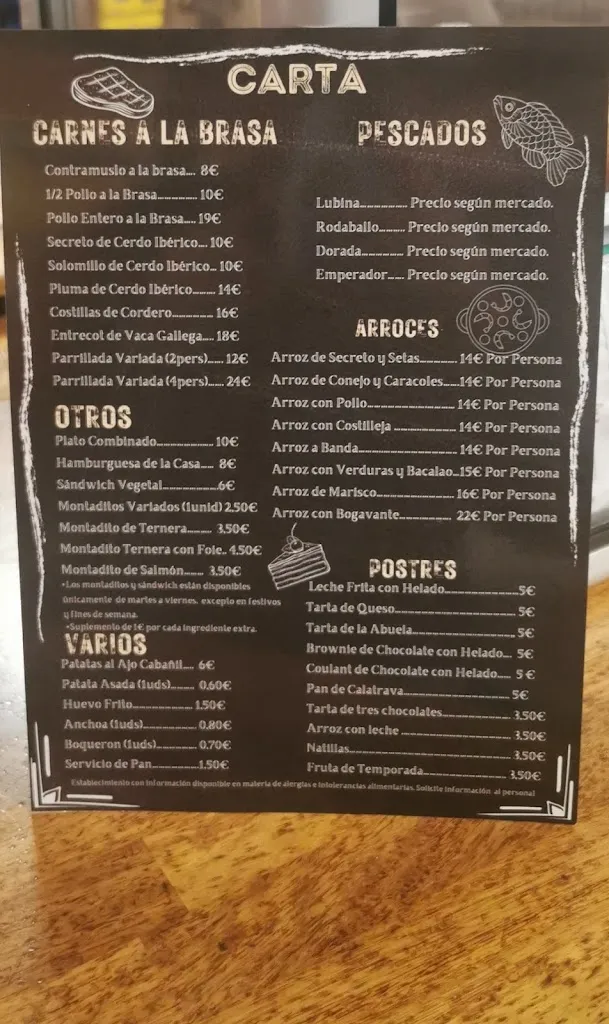 CARTA
CARNES A LA BRASA
Contramuslo a la brasa.... 8€
1/2 Pollo a la Brasa............... 10€
Pollo Entero a la Brasa..... 19€
Secreto de Cerdo Ibérico.... 10€
Solomillo de Cerdo Ibérico.. 10€
Pluma de Cerdo Ibérico......... 14€
Costillas de Cordero............... 16€
Entrecot de Vaca Gallega..... 18€
Parrillada Variada (2pers)..... 12€
Parrillada Variada (4pers)...... 24€
OTROS
Plato Combinado...................... 10€
Hamburguesa de la Casa..... 8€
Sándwich Vegetal.....................6€
Montaditos Variados (1unid) 2,50€
Montadito de Ternera......... 3,50€
Montadito Ternera con Foie.. 4,50€
Montadito de Salmón........ 3,50€
•Los montaditos y sándwich están disponibles
únicamente de martes a viernes, excepto en festivos
y fines de semana.
•Suplemento de 1€ por cada ingrediente extra.
VARIOS
Patatas al Ajo Cabañil..... 6€
Patata Asada (1uds).......... 0,60€
Huevo Frito....................... 1,50€
Anchoa (1uds).................... 0,80€
Boqueron (1uds)............... 0,70€
Servicio de Pan.................1,50€
PESCADOS
Lubina.................. Precio según mercado.
Rodaballo............ Precio según mercado.
Dorada................ Precio según mercado.
Emperador....... Precio según mercado.
ARROCES
Arroz de Secreto y Setas.............. 14€ Por Persona
Arroz de Conejo y Caracoles......14€ Por Persona
Arroz con Pollo................................. 14€ Por Persona
Arroz con Costilleja ....................... 14€ Por Persona
Arroz a Banda.................................. 14€ Por Persona
Arroz con Verduras y Bacalao...15€ Por Persona
Arroz de Marisco............................. 16€ Por Persona
Arroz con Bogavante.................... 22€ Por Persona
POSTRES
Leche Frita con Helado...........................5€
Tarta de Queso........................................... 5€
Tarta de la Abuela..................................... 5€
Brownie de Chocolate con Helado.... 5€
Coulant de Chocolate con Helado..... 5 €
Pan de Calatrava........................................ 5€
Tarta de tres chocolates......................... 3,50€
Arroz con leche .......................................... 3,50€
Natillas............................................................ 3,50€
Fruta de Temporada................................ 3,50€
Establecimiento con información disponible en materia de alergias e intolerancias alimentarias. Solicite información al personal